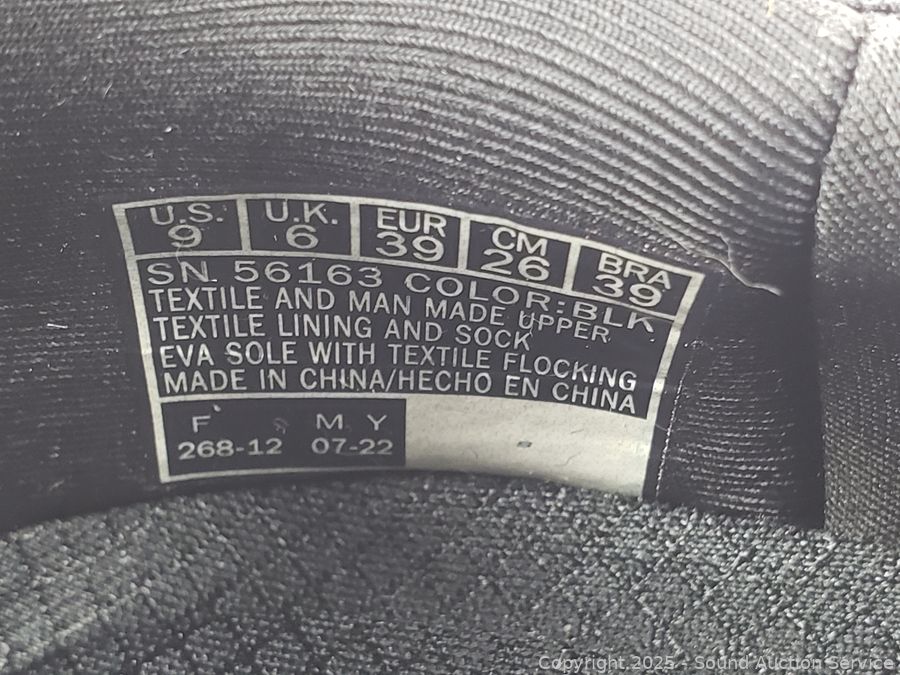 U.S. U.K. EUR CM BRA
9 6 39 26 39
SN. 56163 COLOR:BLK
TEXTILE AND MAN MADE UPPER
TEXTILE LINING AND SOCK
EVA SOLE WITH TEXTILE FLOCKING
MADE IN CHINA/HECHO EN CHINA
F M Y
268-12 07-22
Copyright 2025 - Sound Auction Service